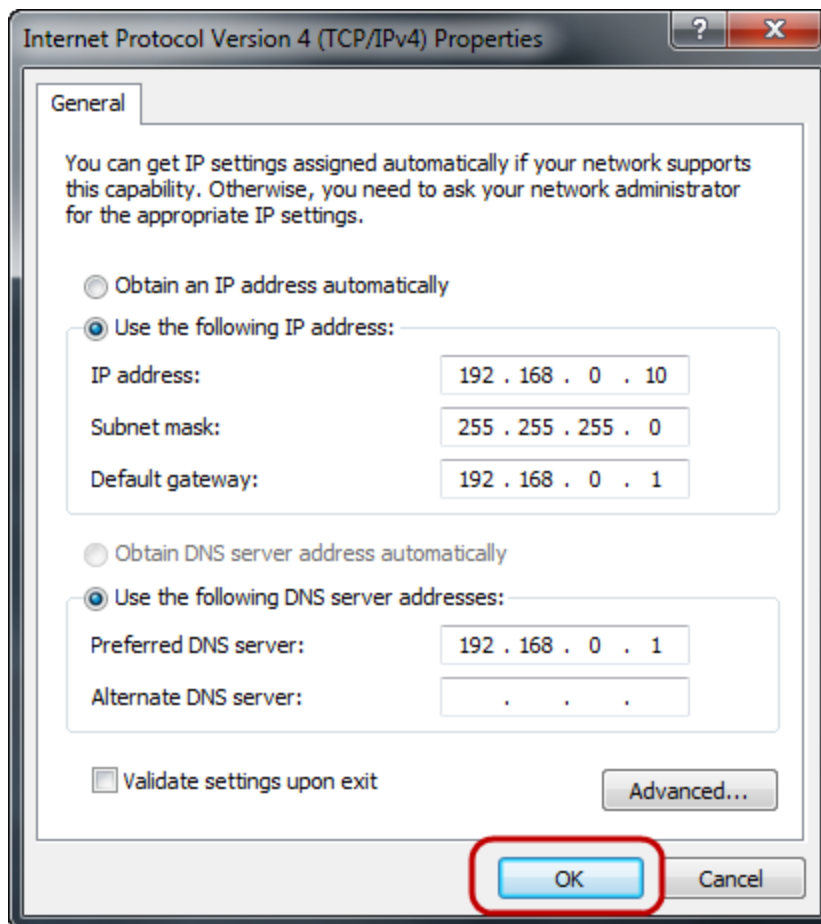 Internet Protocol Version 4 (TCP/IPv4) Properties
?
General
You can get IP settings assigned automatically if your network supports
this capability. Otherwise, you need to ask your network administrator
for the appropriate IP settings.
Obtain an IP address automatically
Use the following IP address:
IP address: 192 . 168 . 0 . 10
Subnet mask: 255 . 255 . 255 . 0
Default gateway: 192 . 168 . 0 . 1
Obtain DNS server address automatically
Use the following DNS server addresses:
Preferred DNS server: 192 . 168 . 0 . 1
Alternate DNS server: . . .
Validate settings upon exit
Advanced...
OK Cancel